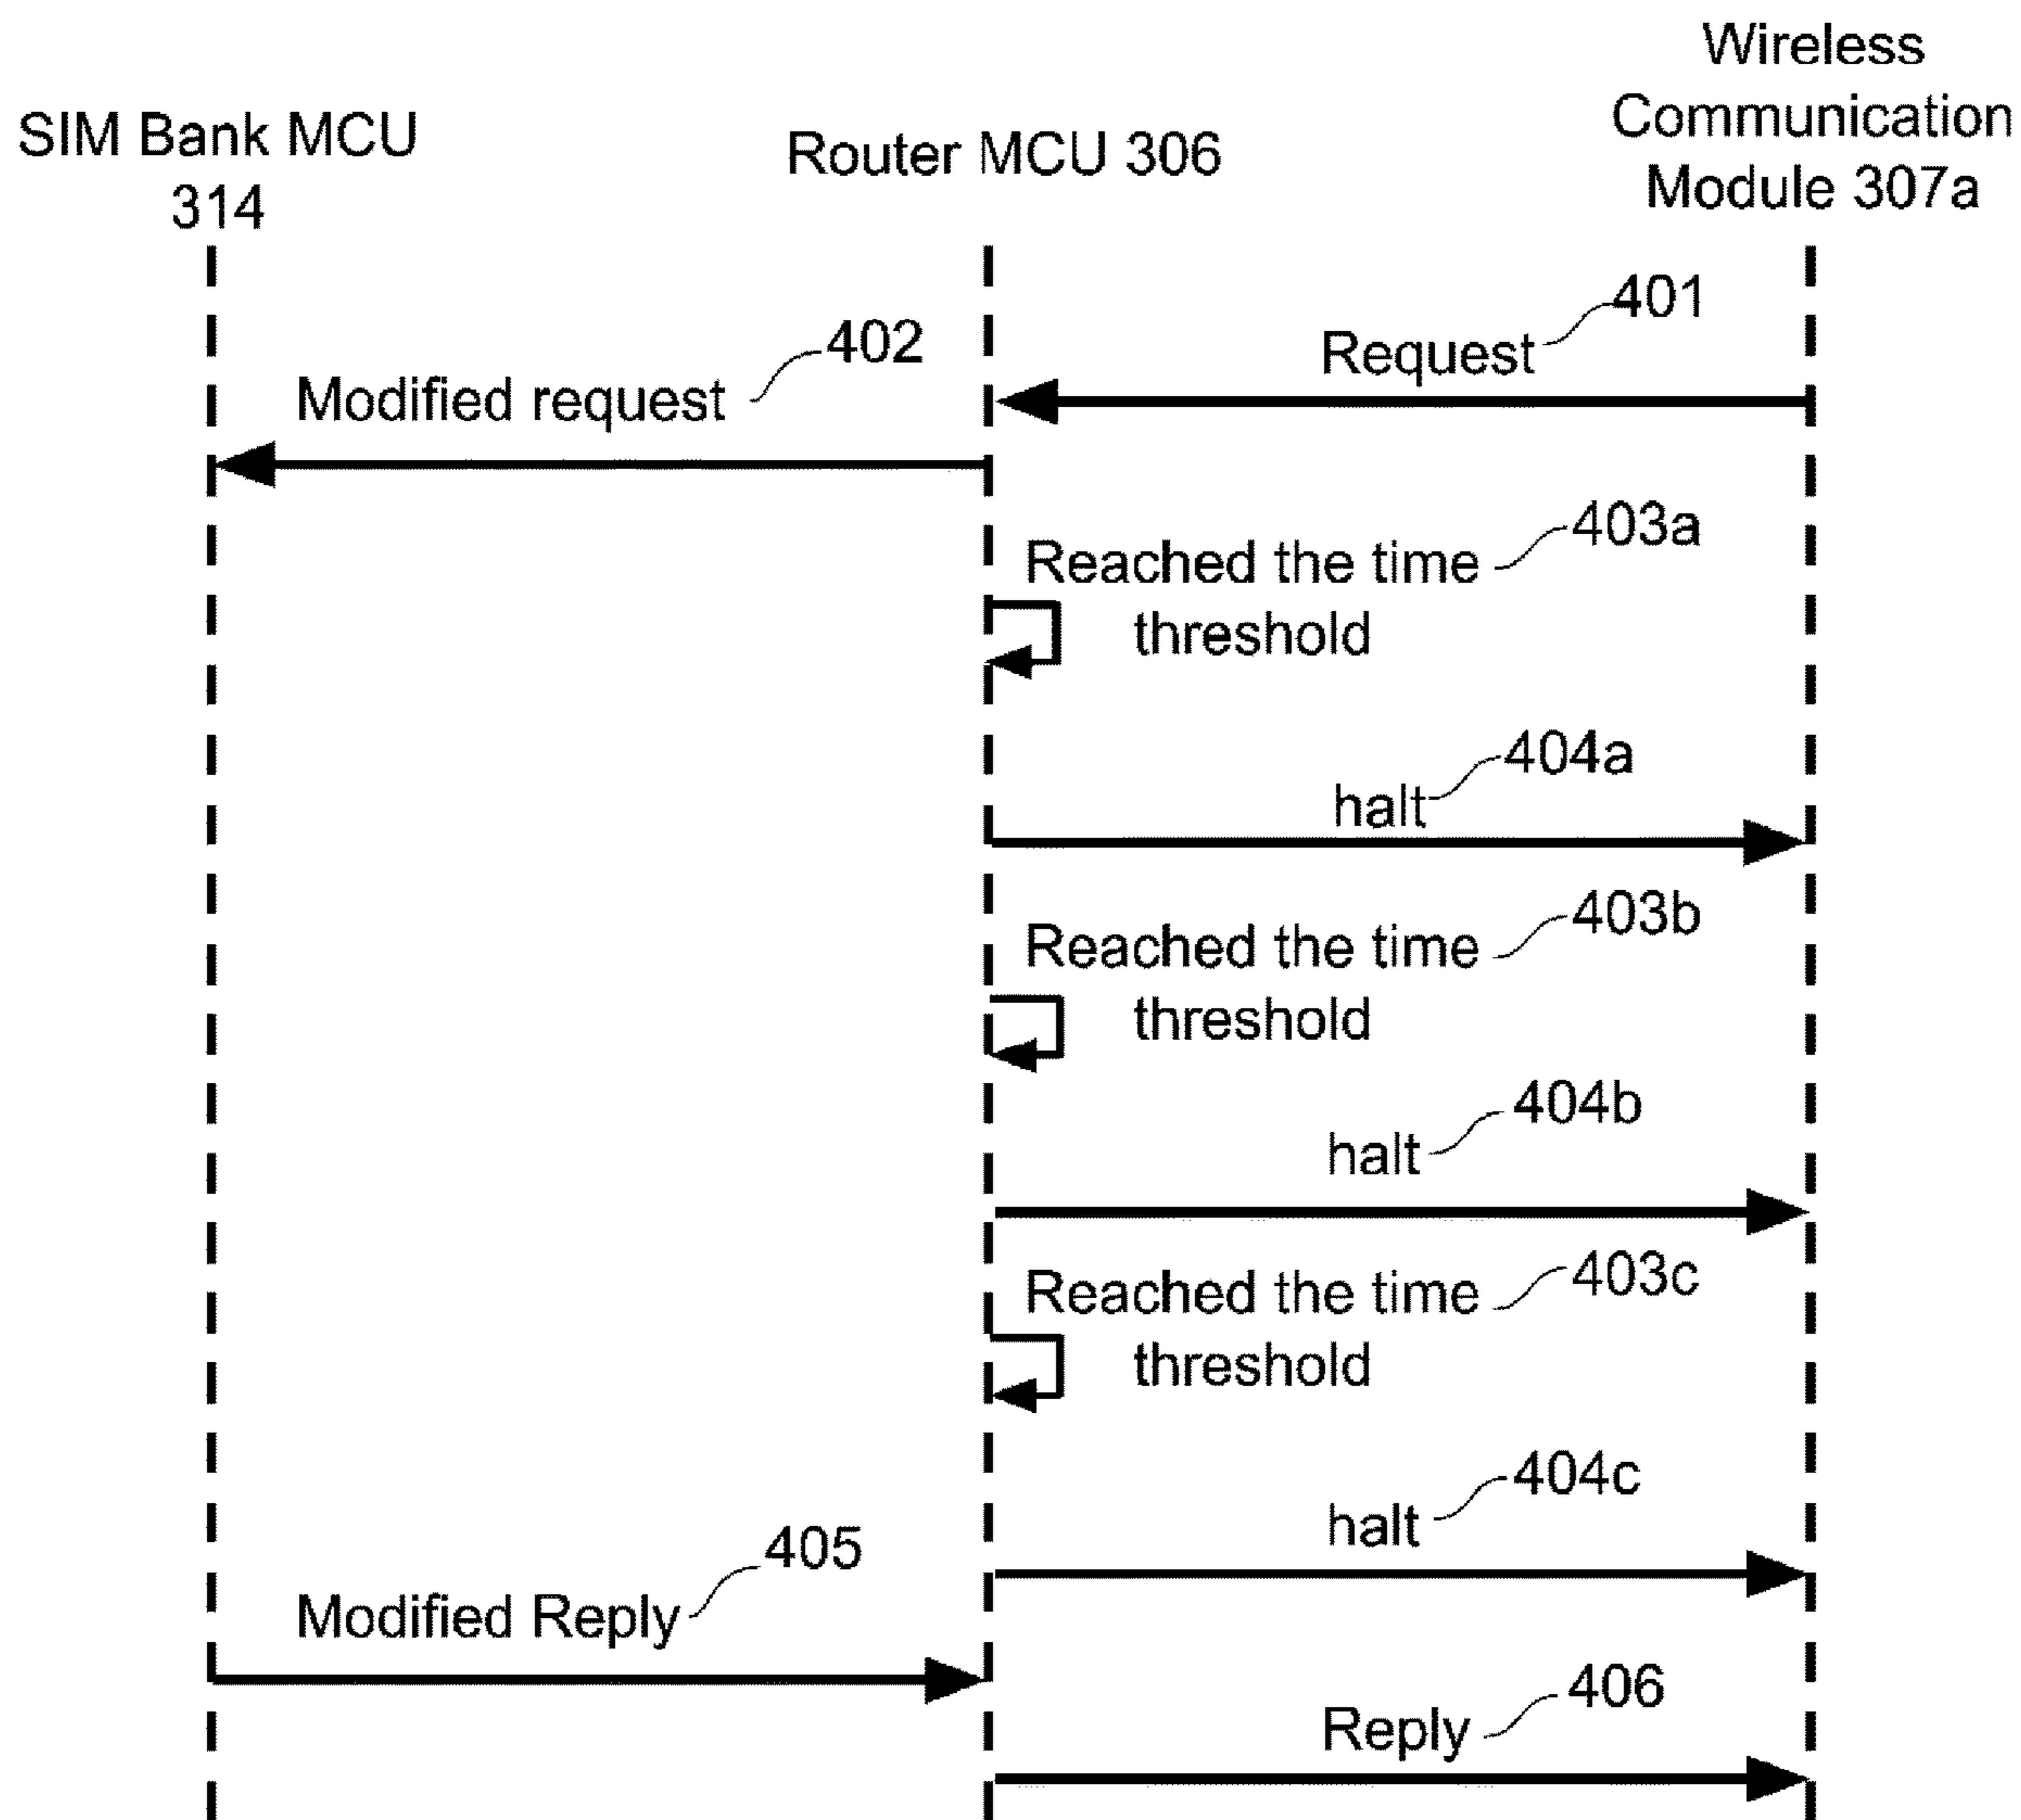 Wireless
Communication
Module 307a
SIM Bank MCU
314
Router MCU 306
401
Request
402
Modified request
403a
Reached the time
threshold
404a
halt
403b
Reached the time
threshold
404b
halt
403c
Reached the time
threshold
404c
halt
405
Modified Reply
406
Reply